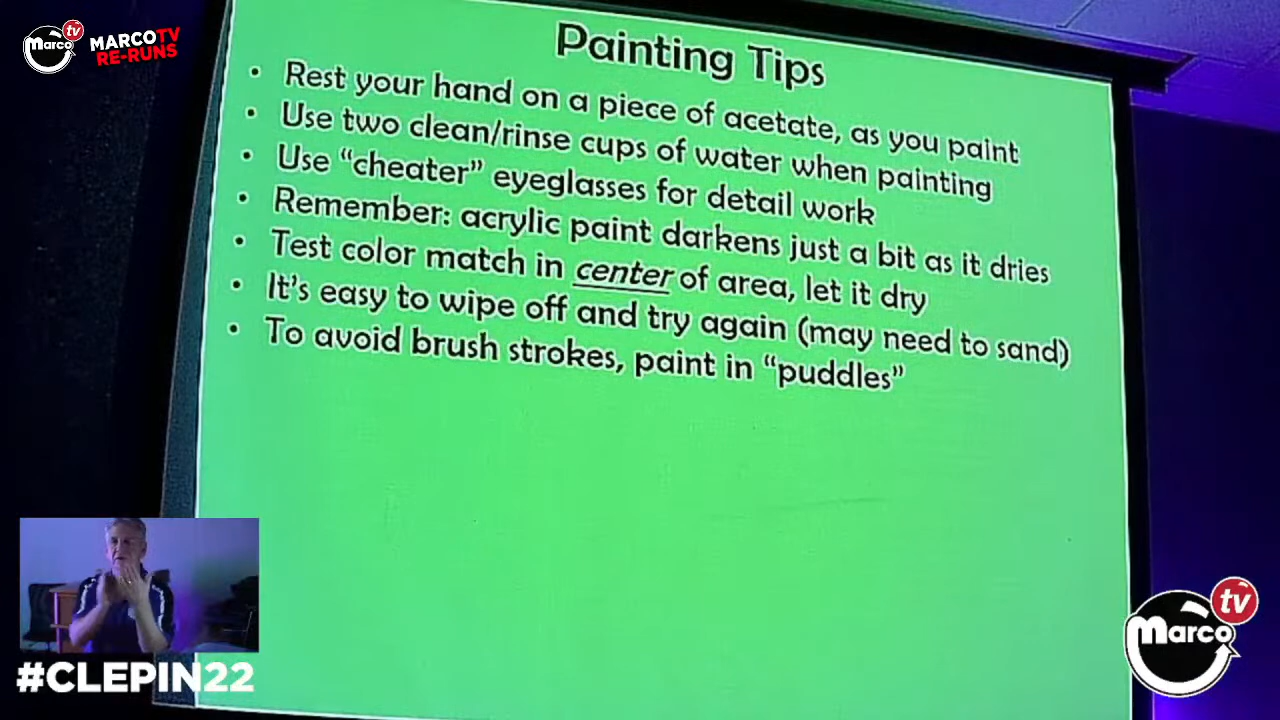 marco tv
MARCOTV
RE-RUNS
Painting Tips
• Rest your hand on a piece of acetate, as you paint
• Use two clean/rinse cups of water when painting
• Use “cheater” eyeglasses for detail work
• Remember: acrylic paint darkens just a bit as it dries
• Test color match in center of area, let it dry
• It’s easy to wipe off and try again (may need to sand)
• To avoid brush strokes, paint in “puddles”
#CLEPIN22
marco tv